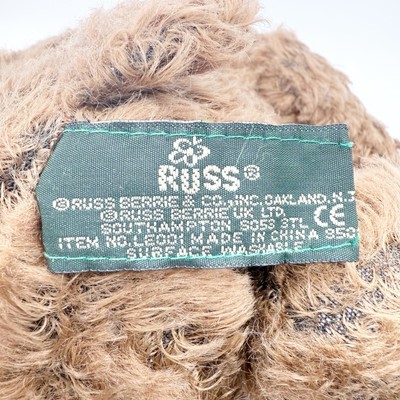 RUSS®
© RUSS BERRIE & CO., INC. OAKLAND, N.J
© RUSS BERRIE UK LTD.
SOUTHAMPTON SO53 3TL CE
ITEM NO. MADE IN CHINA
SURFACE WASHABLE